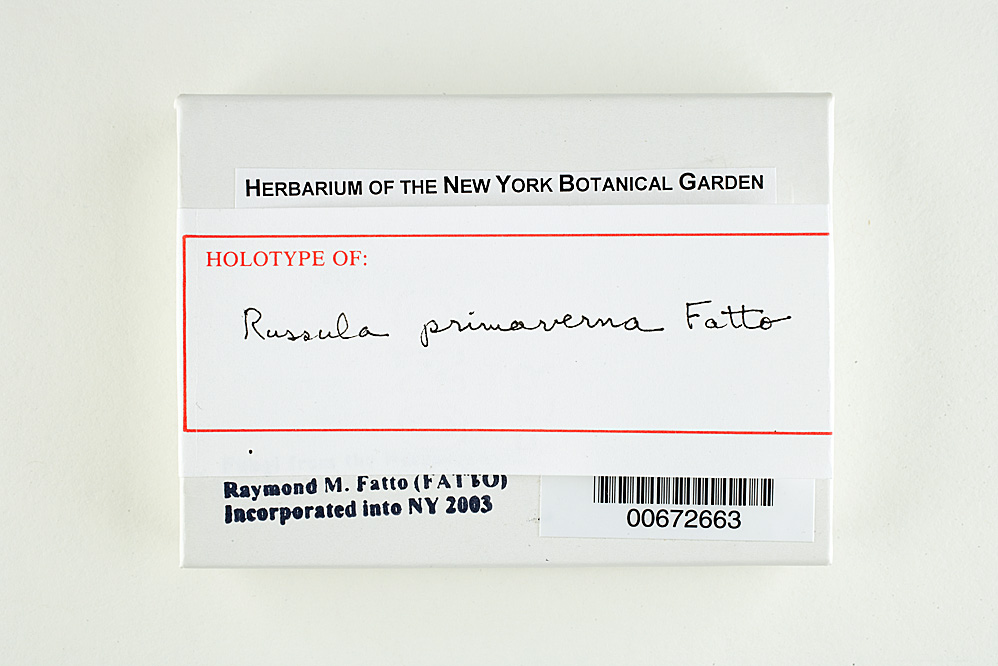 HERBARIUM OF THE NEW YORK BOTANICAL GARDEN
HOLOTYPE OF:
Russula primaverna Fatto
Raymond M. Fatto (FATTO)
Incorporated into NY 2003
00672663